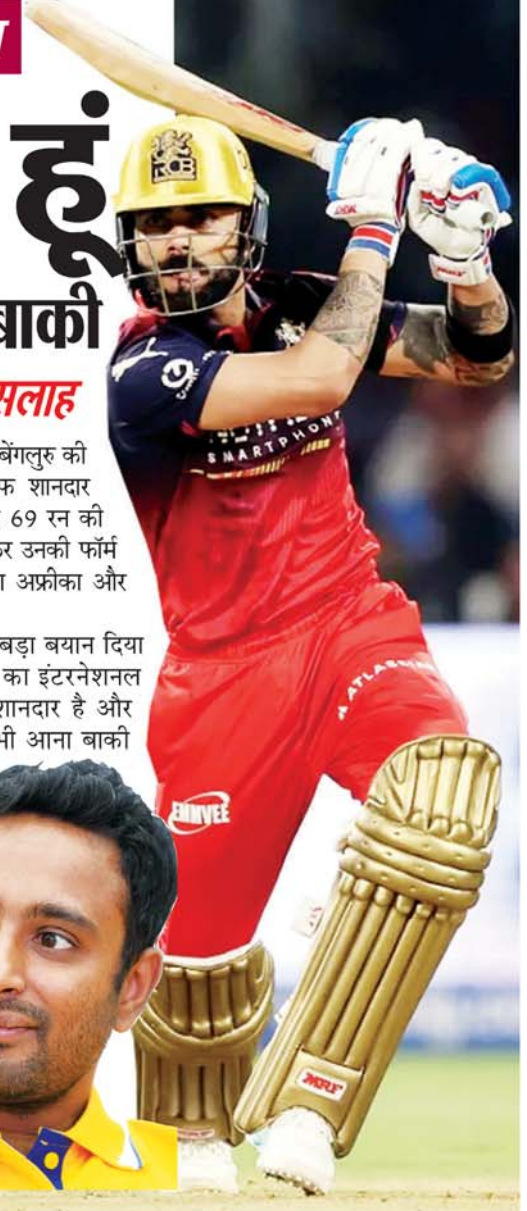 हूं
बाकी
सलाह
बेंगलुरु की
फ शानदार
69 रन की
र उनकी फॉर्म
अफ्रीका और
बड़ा बयान दिया
का इंटरनेशनल
शानदार है और
भी आना बाकी
RCB
SMARTPHONE
EMMVEE
MRF